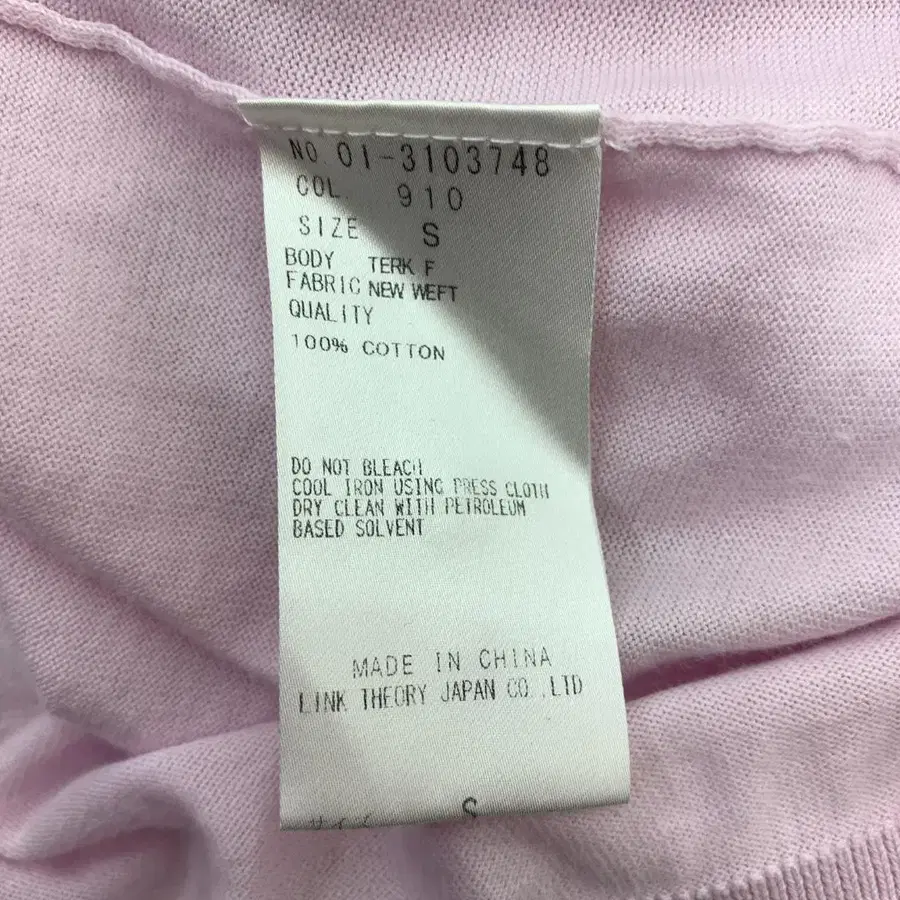 NO. 01-3103748
COL. 910
SIZE S
BODY TERK F
FABRIC NEW WEFT
QUALITY
100% COTTON
DO NOT BLEACH
COOL IRON USING PRESS CLOTH
DRY CLEAN WITH PETROLEUM
BASED SOLVENT
MADE IN CHINA
LINK THEORY JAPAN CO.,LTD
S